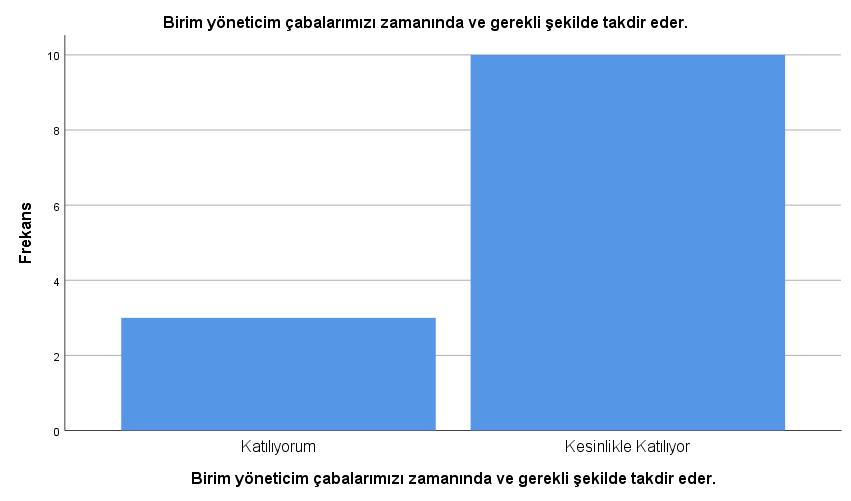 Birim yöneticim çabalarımızı zamanında ve gerekli şekilde takdir eder.
10
8
6
4
2
0
Frekans
Katılıyorum
Kesinlikle Katılıyor
Birim yöneticim çabalarımızı zamanında ve gerekli şekilde takdir eder.